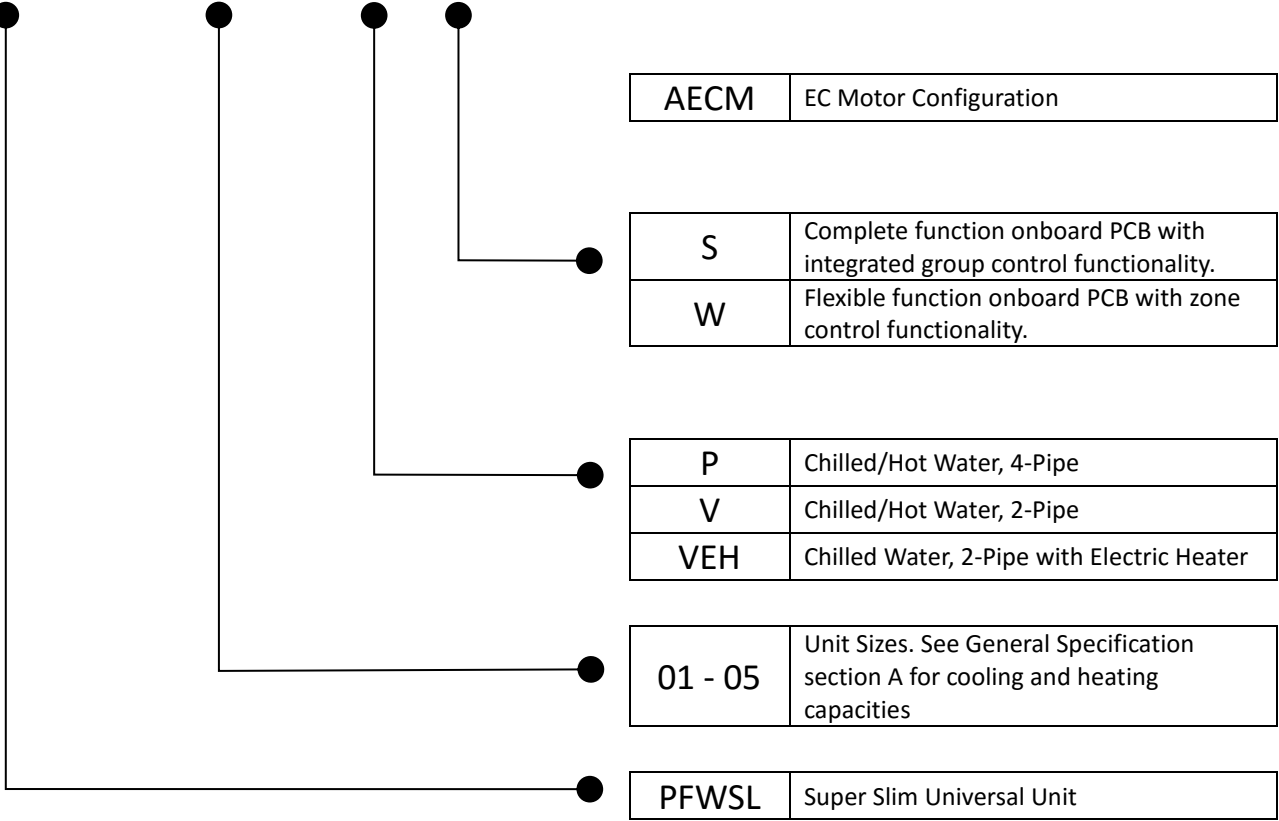 AECM EC Motor Configuration
S Complete function onboard PCB with
integrated group control functionality.
W Flexible function onboard PCB with zone
control functionality.
P Chilled/Hot Water, 4-Pipe
V Chilled/Hot Water, 2-Pipe
VEH Chilled Water, 2-Pipe with Electric Heater
01 - 05 Unit Sizes. See General Specification
section A for cooling and heating
capacities
PFWSL Super Slim Universal Unit